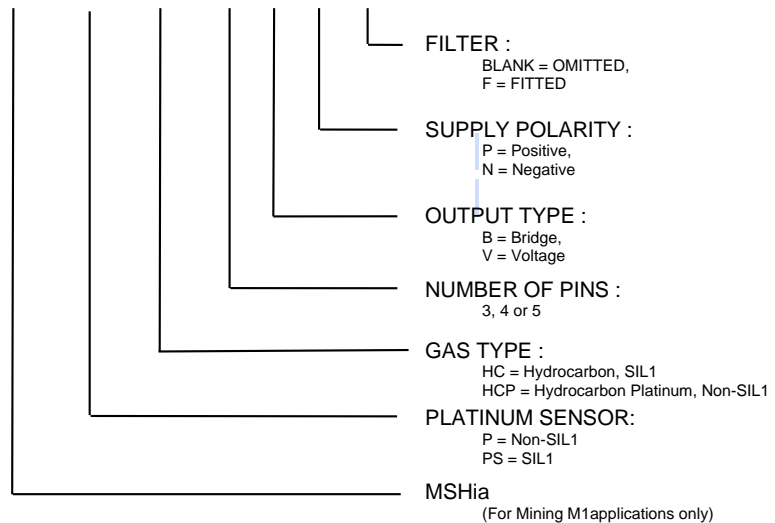 FILTER :
BLANK = OMITTED,
F = FITTED
SUPPLY POLARITY :
P = Positive,
N = Negative
OUTPUT TYPE :
B = Bridge,
V = Voltage
NUMBER OF PINS :
3, 4 or 5
GAS TYPE :
HC = Hydrocarbon, SIL1
HCP = Hydrocarbon Platinum, Non-SIL1
PLATINUM SENSOR:
P = Non-SIL1
PS = SIL1
MSHia
(For Mining M1applications only)